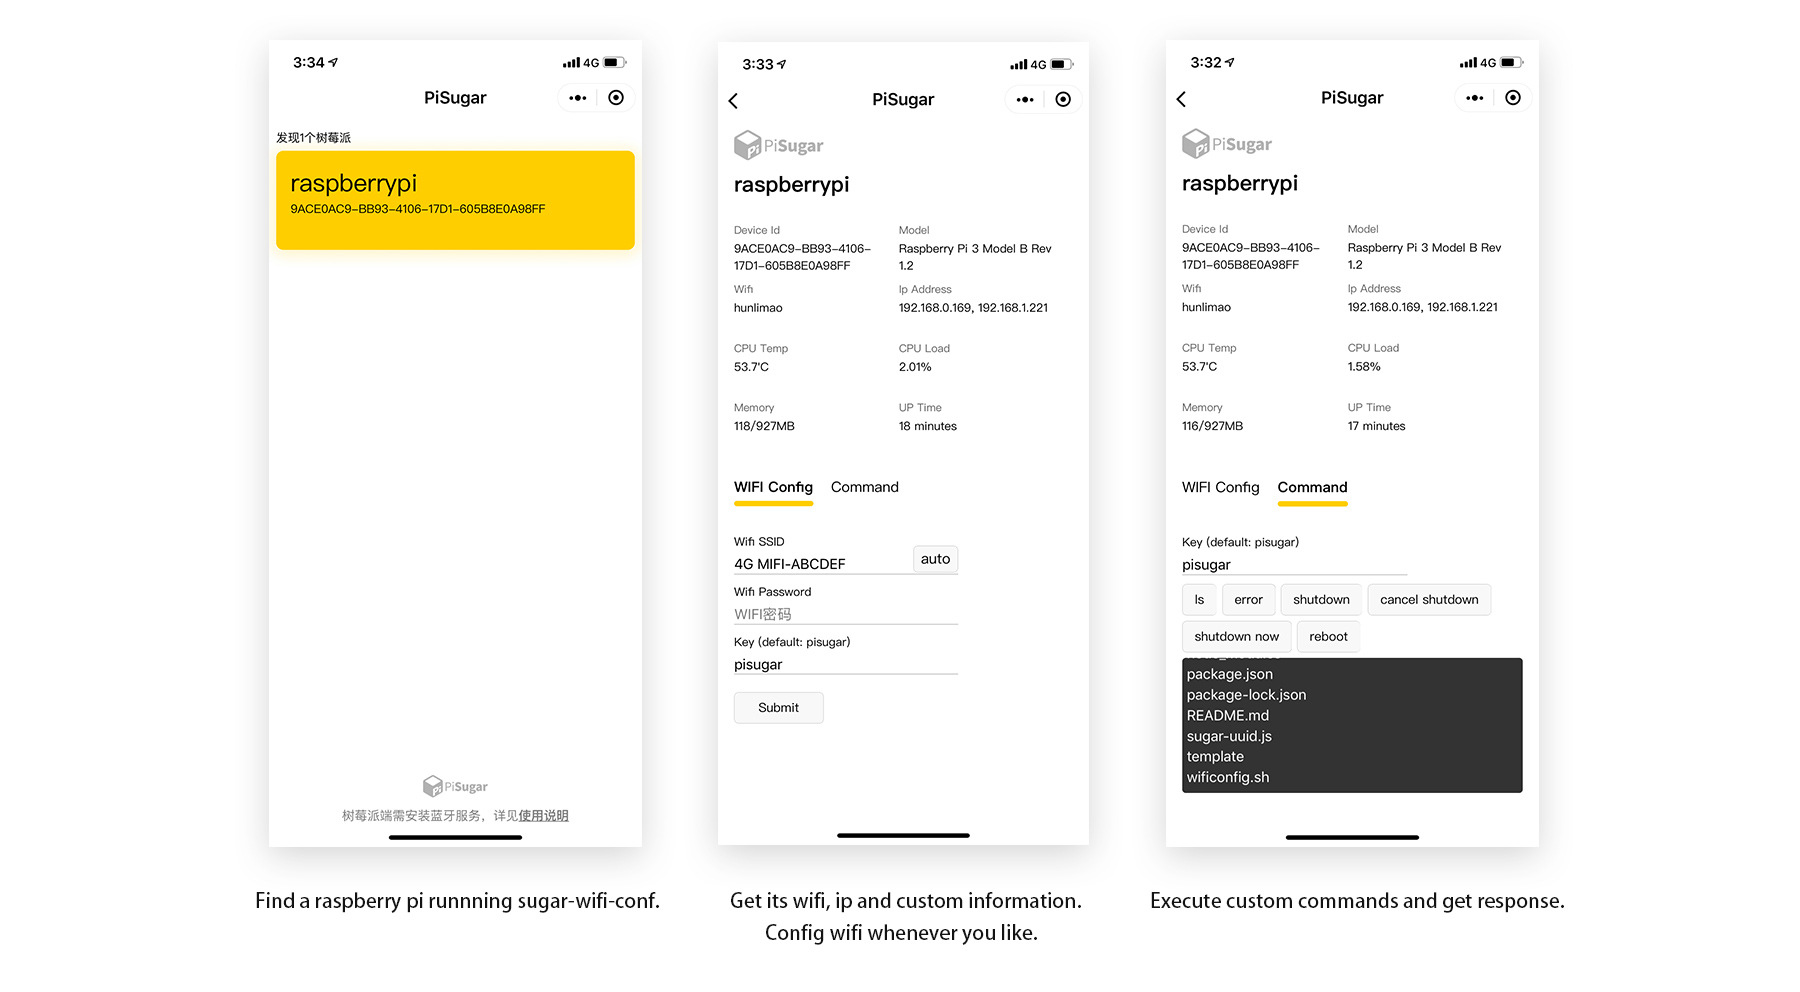 3:34
4G
PiSugar
发现1个树莓派
raspberrypi
9ACE0AC9-BB93-4106-17D1-605B8E0A98FF
Pi PiSugar
树莓派端需安装蓝牙服务，详见使用说明
Find a raspberry pi runnning sugar-wifi-conf.
3:33
4G
PiSugar
Pi PiSugar
raspberrypi
Device Id
9ACE0AC9-BB93-4106-
17D1-605B8E0A98FF
Model
Raspberry Pi 3 Model B Rev
1.2
Wifi
hunlimao
Ip Address
192.168.0.169, 192.168.1.221
CPU Temp
53.7'C
CPU Load
2.01%
Memory
118/927MB
UP Time
18 minutes
WIFI Config
Command
Wifi SSID
4G MIFI-ABCDEF
auto
Wifi Password
WIFI密码
Key (default: pisugar)
pisugar
Submit
Get its wifi, ip and custom information.
Config wifi whenever you like.
3:32
4G
PiSugar
Pi PiSugar
raspberrypi
Device Id
9ACE0AC9-BB93-4106-
17D1-605B8E0A98FF
Model
Raspberry Pi 3 Model B Rev
1.2
Wifi
hunlimao
Ip Address
192.168.0.169, 192.168.1.221
CPU Temp
53.7'C
CPU Load
1.58%
Memory
116/927MB
UP Time
17 minutes
WIFI Config
Command
Key (default: pisugar)
pisugar
ls
error
shutdown
cancel shutdown
shutdown now
reboot
package.json
package-lock.json
README.md
sugar-uuid.js
template
wificonfig.sh
Execute custom commands and get response.